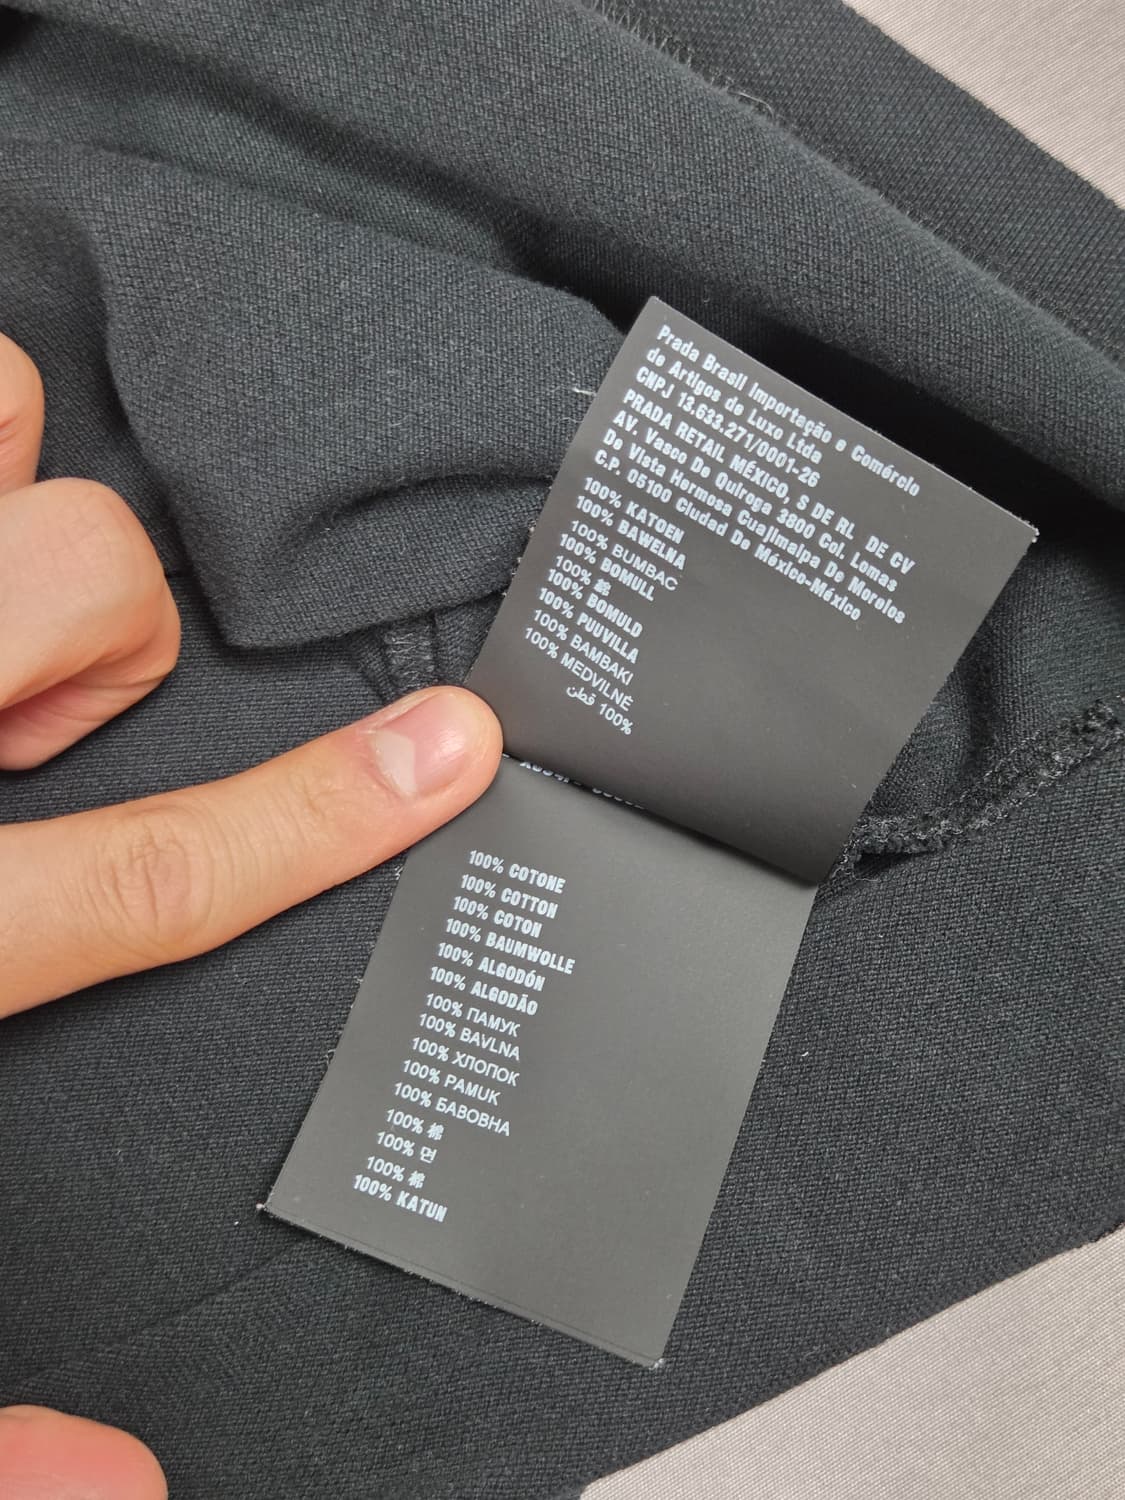 Prada Brasil Importação e Comércio
de Artigos de Luxo Ltda
CNPJ 13.633.271/0001-26
PRADA RETAIL MÉXICO, S DE RL DE CV
AV. Vasco De Quiroga 3800 Col. Lomas
De Vista Hermosa Cuajimalpa De Morelos
C.P. 05100 Ciudad De México-México
100% KATOEN
100% BAWELNA
100% BUMBAC
100% BOMULL
100% 綿
100% BOMULD
100% PUUVILLA
100% BAMBAKI
100% MEDVILNĖ
100% قطن
100% COTONE
100% COTTON
100% COTON
100% BAUMWOLLE
100% ALGODÓN
100% ALGODÃO
100% ПАМУК
100% BAVLNA
100% ХЛОПОК
100% PAMUK
100% БАВОВНА
100% 棉
100% 면
100% 棉
100% KATUN